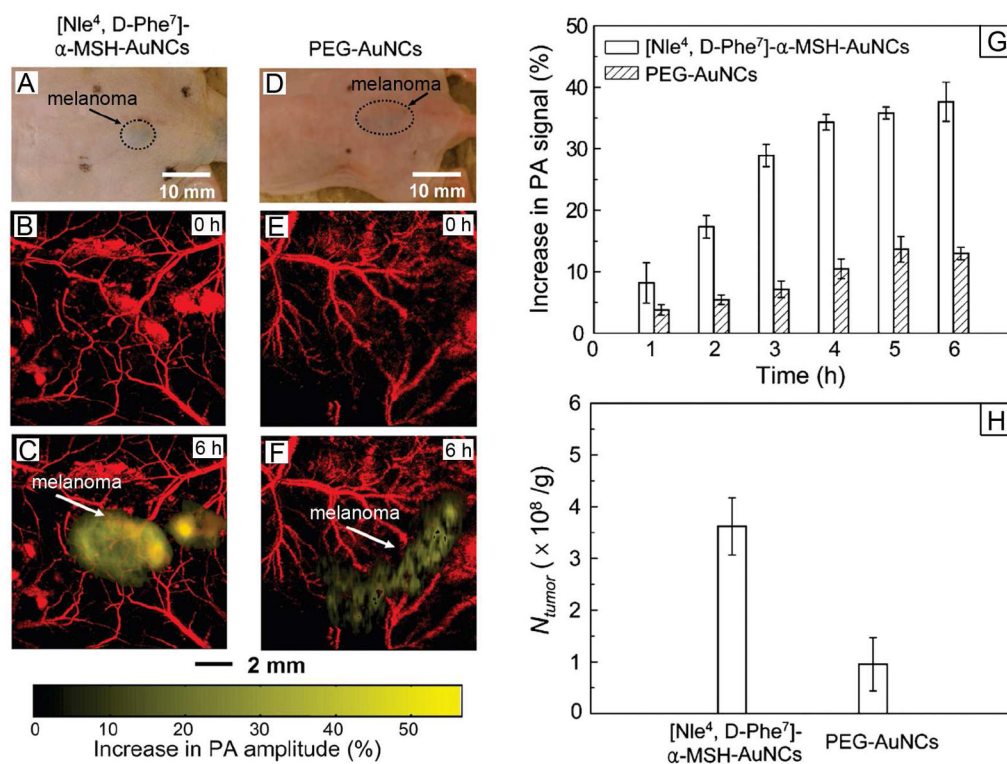 [Nle⁴, D-Phe⁷]-
α-MSH-AuNCs
PEG-AuNCs
A
melanoma
10 mm
D
melanoma
10 mm
B
0 h
E
0 h
C
6 h
melanoma
F
6 h
melanoma
2 mm
0 10 20 30 40 50
Increase in PA amplitude (%)
G
[Nle⁴, D-Phe⁷]-α-MSH-AuNCs
PEG-AuNCs
Increase in PA signal (%)
50
40
30
20
10
0
0 1 2 3 4 5 6
Time (h)
H
N_tumor (× 10⁸ /g)
6
5
4
3
2
1
0
[Nle⁴, D-Phe⁷]-
α-MSH-AuNCs
PEG-AuNCs